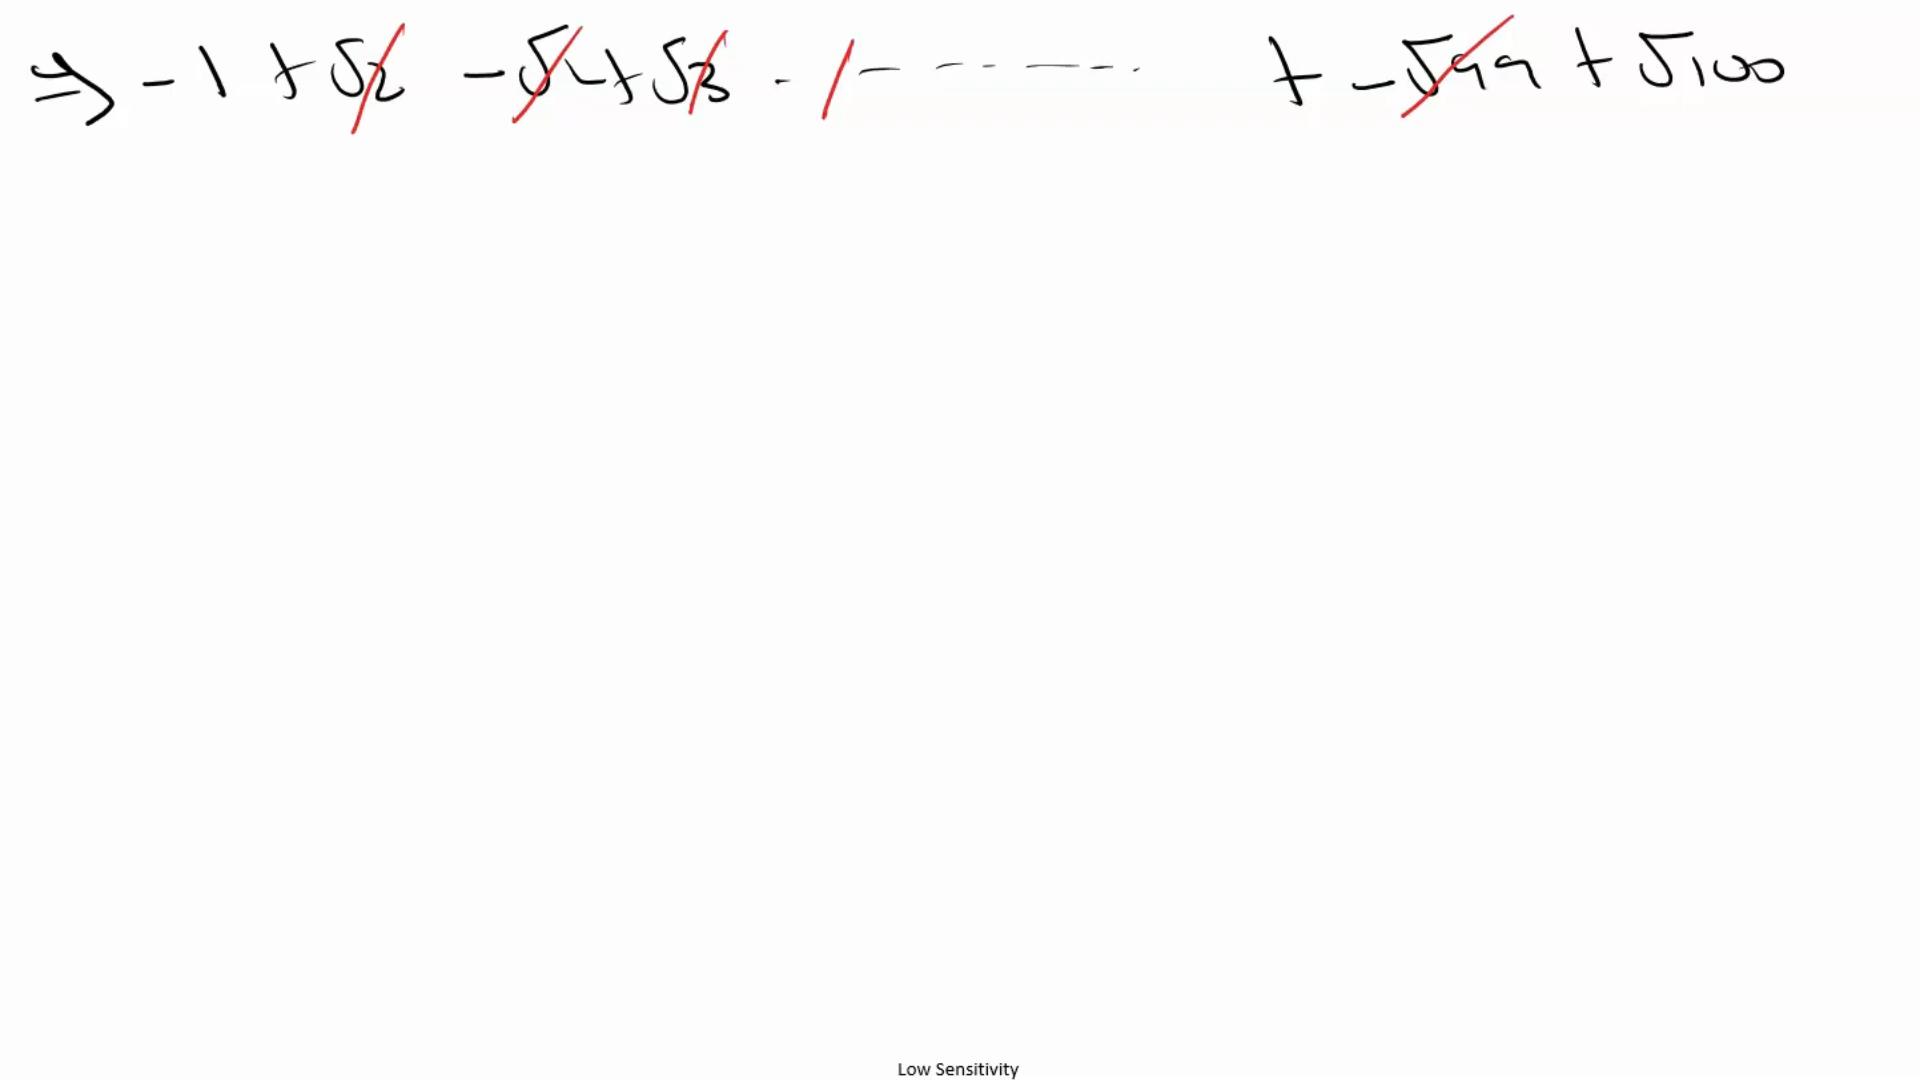 ⇒ -1 + √2 - √2 + √3 - - - - - - - - - + -√99 + √100
Low Sensitivity